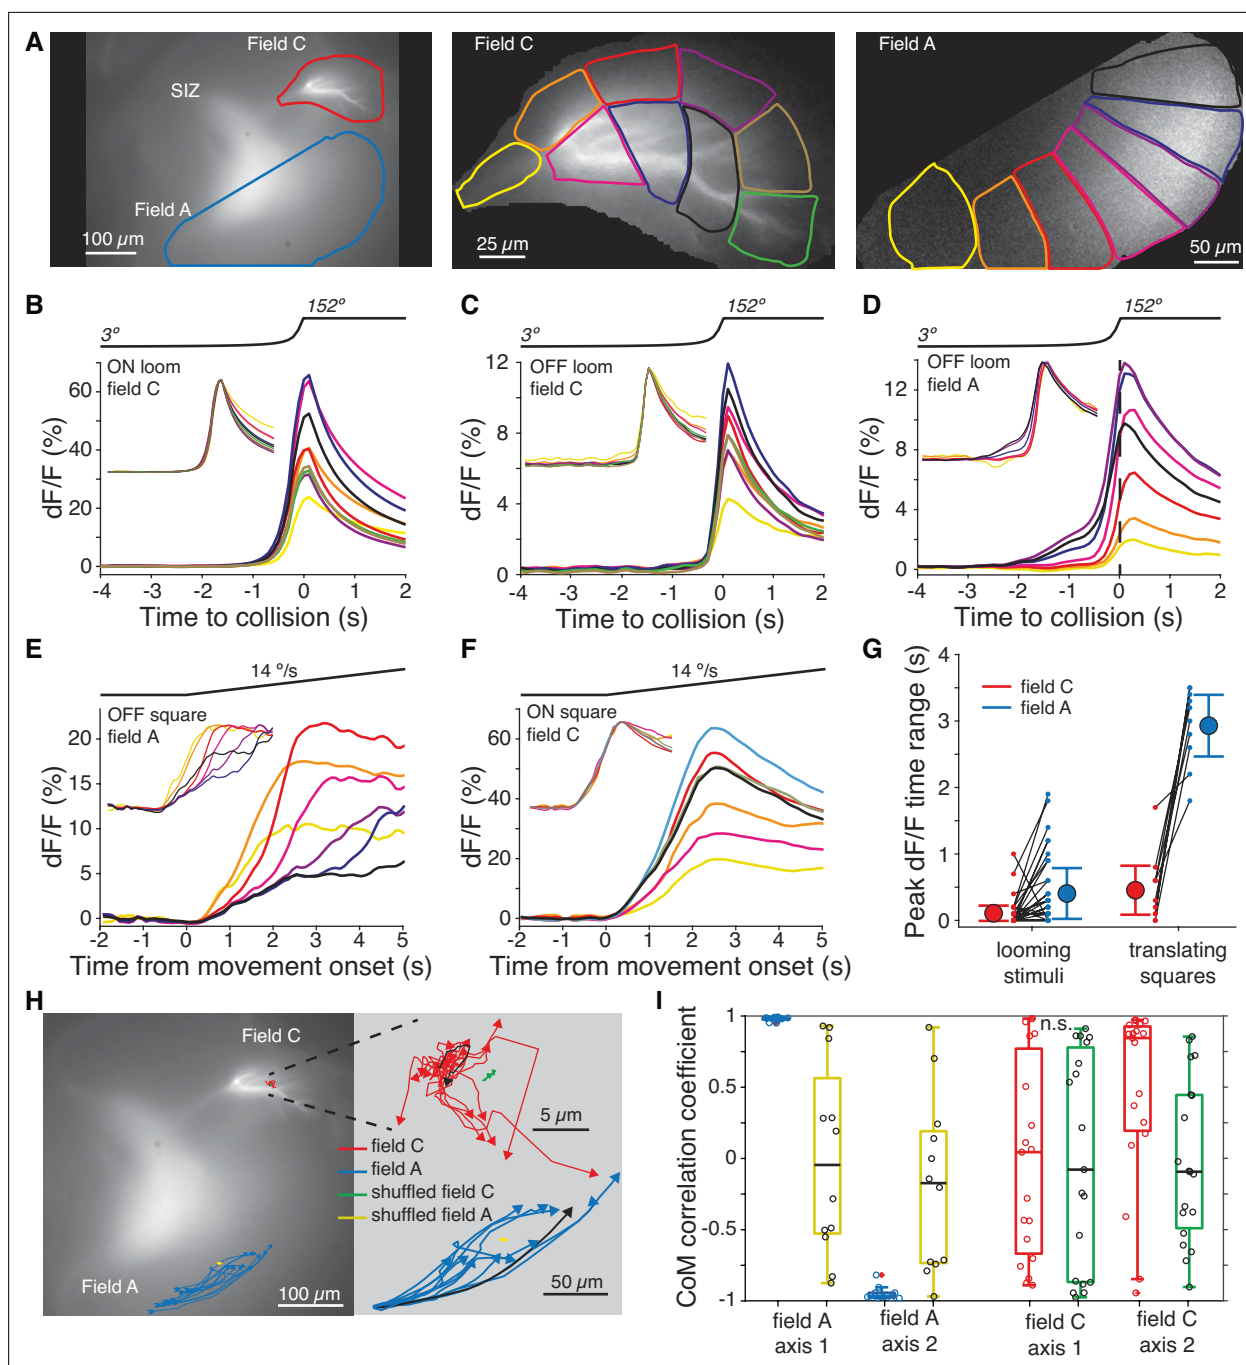 A
Field C
SIZ
Field A
100 µm
Field C
25 µm
Field A
50 µm
B
3º
152º
ON loom
field C
60
40
20
0
dF/F (%)
-4 -3 -2 -1 0 1 2
Time to collision (s)
C
3º
152º
OFF loom
field C
12
8
4
0
dF/F (%)
-4 -3 -2 -1 0 1 2
Time to collision (s)
D
3º
152º
OFF loom
field A
12
8
4
0
dF/F (%)
-4 -3 -2 -1 0 1 2
Time to collision (s)
E
14 º/s
OFF square
field A
20
15
10
5
0
dF/F (%)
-2 -1 0 1 2 3 4 5
Time from movement onset (s)
F
14 º/s
ON square
field C
60
40
20
0
dF/F (%)
-2 -1 0 1 2 3 4 5
Time from movement onset (s)
G
4
3
2
1
0
Peak dF/F time range (s)
field C
field A
looming
stimuli
translating
squares
H
Field C
Field A
100 µm
5 µm
field C
field A
shuffled field C
shuffled field A
50 µm
I
CoM correlation coefficient
1
0.5
0
-0.5
-1
n.s.
field A
axis 1
field A
axis 2
field C
axis 1
field C
axis 2